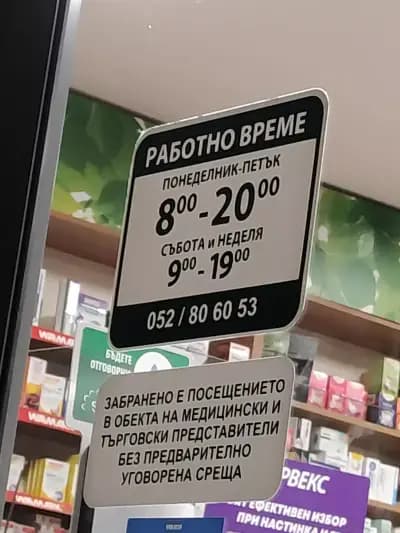 РАБОТНО ВРЕМЕ
ПОНЕДЕЛНИК-ПЕТЪК
8⁰⁰-20⁰⁰
СЪБОТА и НЕДЕЛЯ
9⁰⁰-19⁰⁰
052 / 80 60 53
БЪДЕТЕ
ОТГОВОРНИ
ЗАБРАНЕНО Е ПОСЕЩЕНИЕТО
В ОБЕКТА НА МЕДИЦИНСКИ И
ТЪРГОВСКИ ПРЕДСТАВИТЕЛИ
БЕЗ ПРЕДВАРИТЕЛНО
УГОВОРЕНА СРЕЩА
РВЕКС
ЕФЕКТИВЕН ИЗБОР
ПРИ НАСТИНКА И